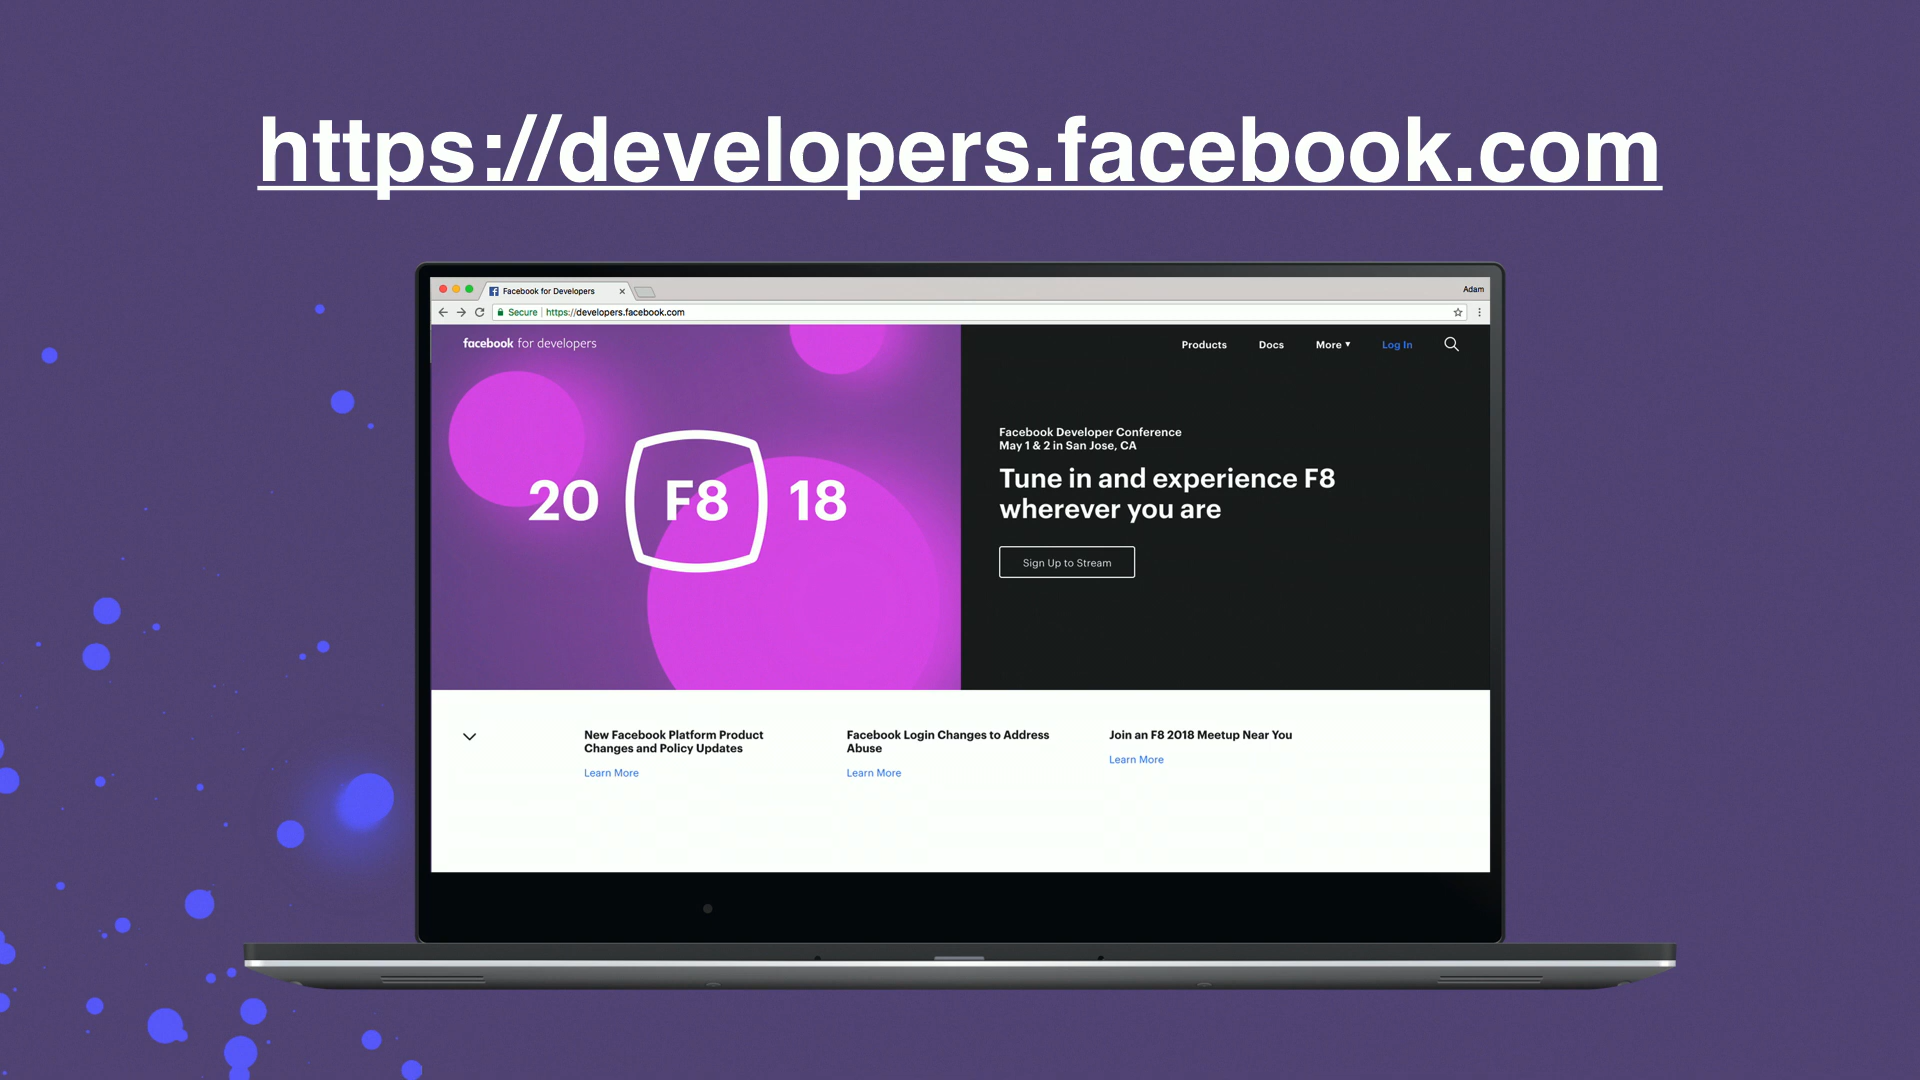 https://developers.facebook.com
Facebook for Developers
Adam
Secure https://developers.facebook.com
facebook for developers
Products Docs More Log In
20 F8 18
Facebook Developer Conference
May 1 & 2 in San Jose, CA
Tune in and experience F8
wherever you are
Sign Up to Stream
New Facebook Platform Product
Changes and Policy Updates
Learn More
Facebook Login Changes to Address
Abuse
Learn More
Join an F8 2018 Meetup Near You
Learn More